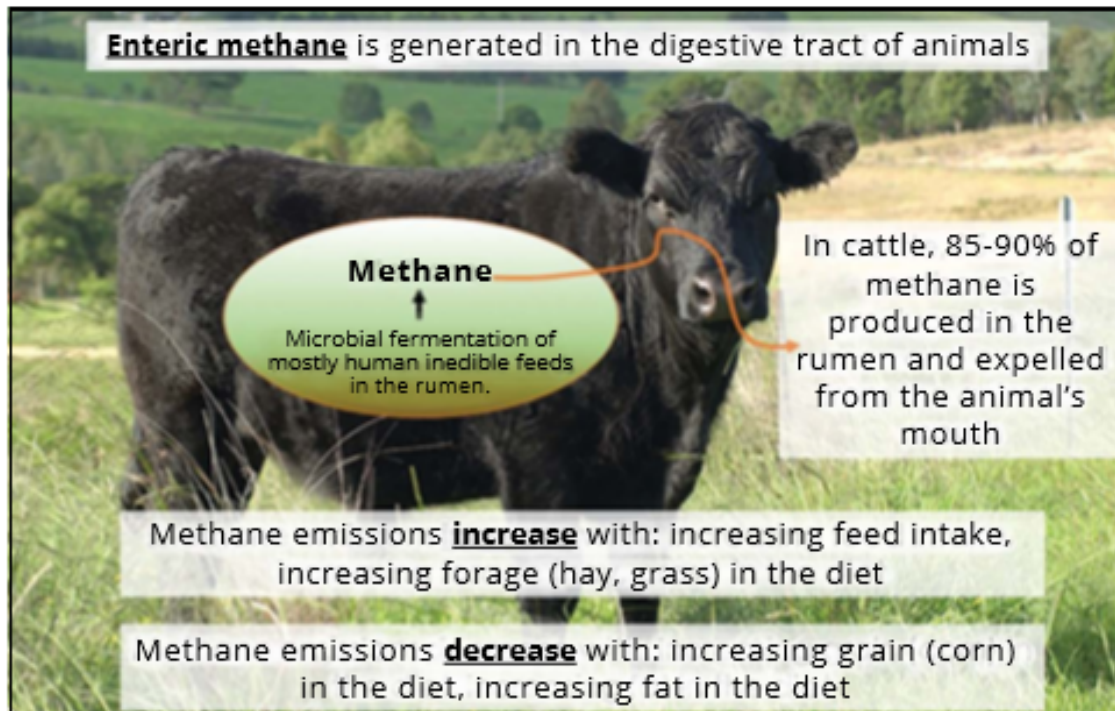 Enteric methane is generated in the digestive tract of animals
Methane
Microbial fermentation of
mostly human inedible feeds
in the rumen.
In cattle, 85-90% of
methane is
produced in the
rumen and expelled
from the animal's
mouth
Methane emissions increase with: increasing feed intake,
increasing forage (hay, grass) in the diet
Methane emissions decrease with: increasing grain (corn)
in the diet, increasing fat in the diet